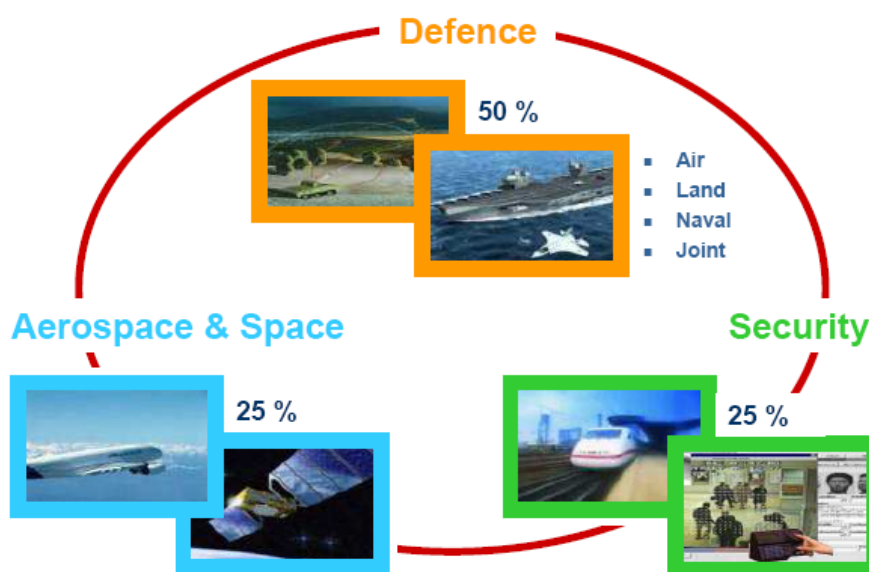 Defence
50 %
Air
Land
Naval
Joint
Aerospace & Space
Security
25 %
25 %